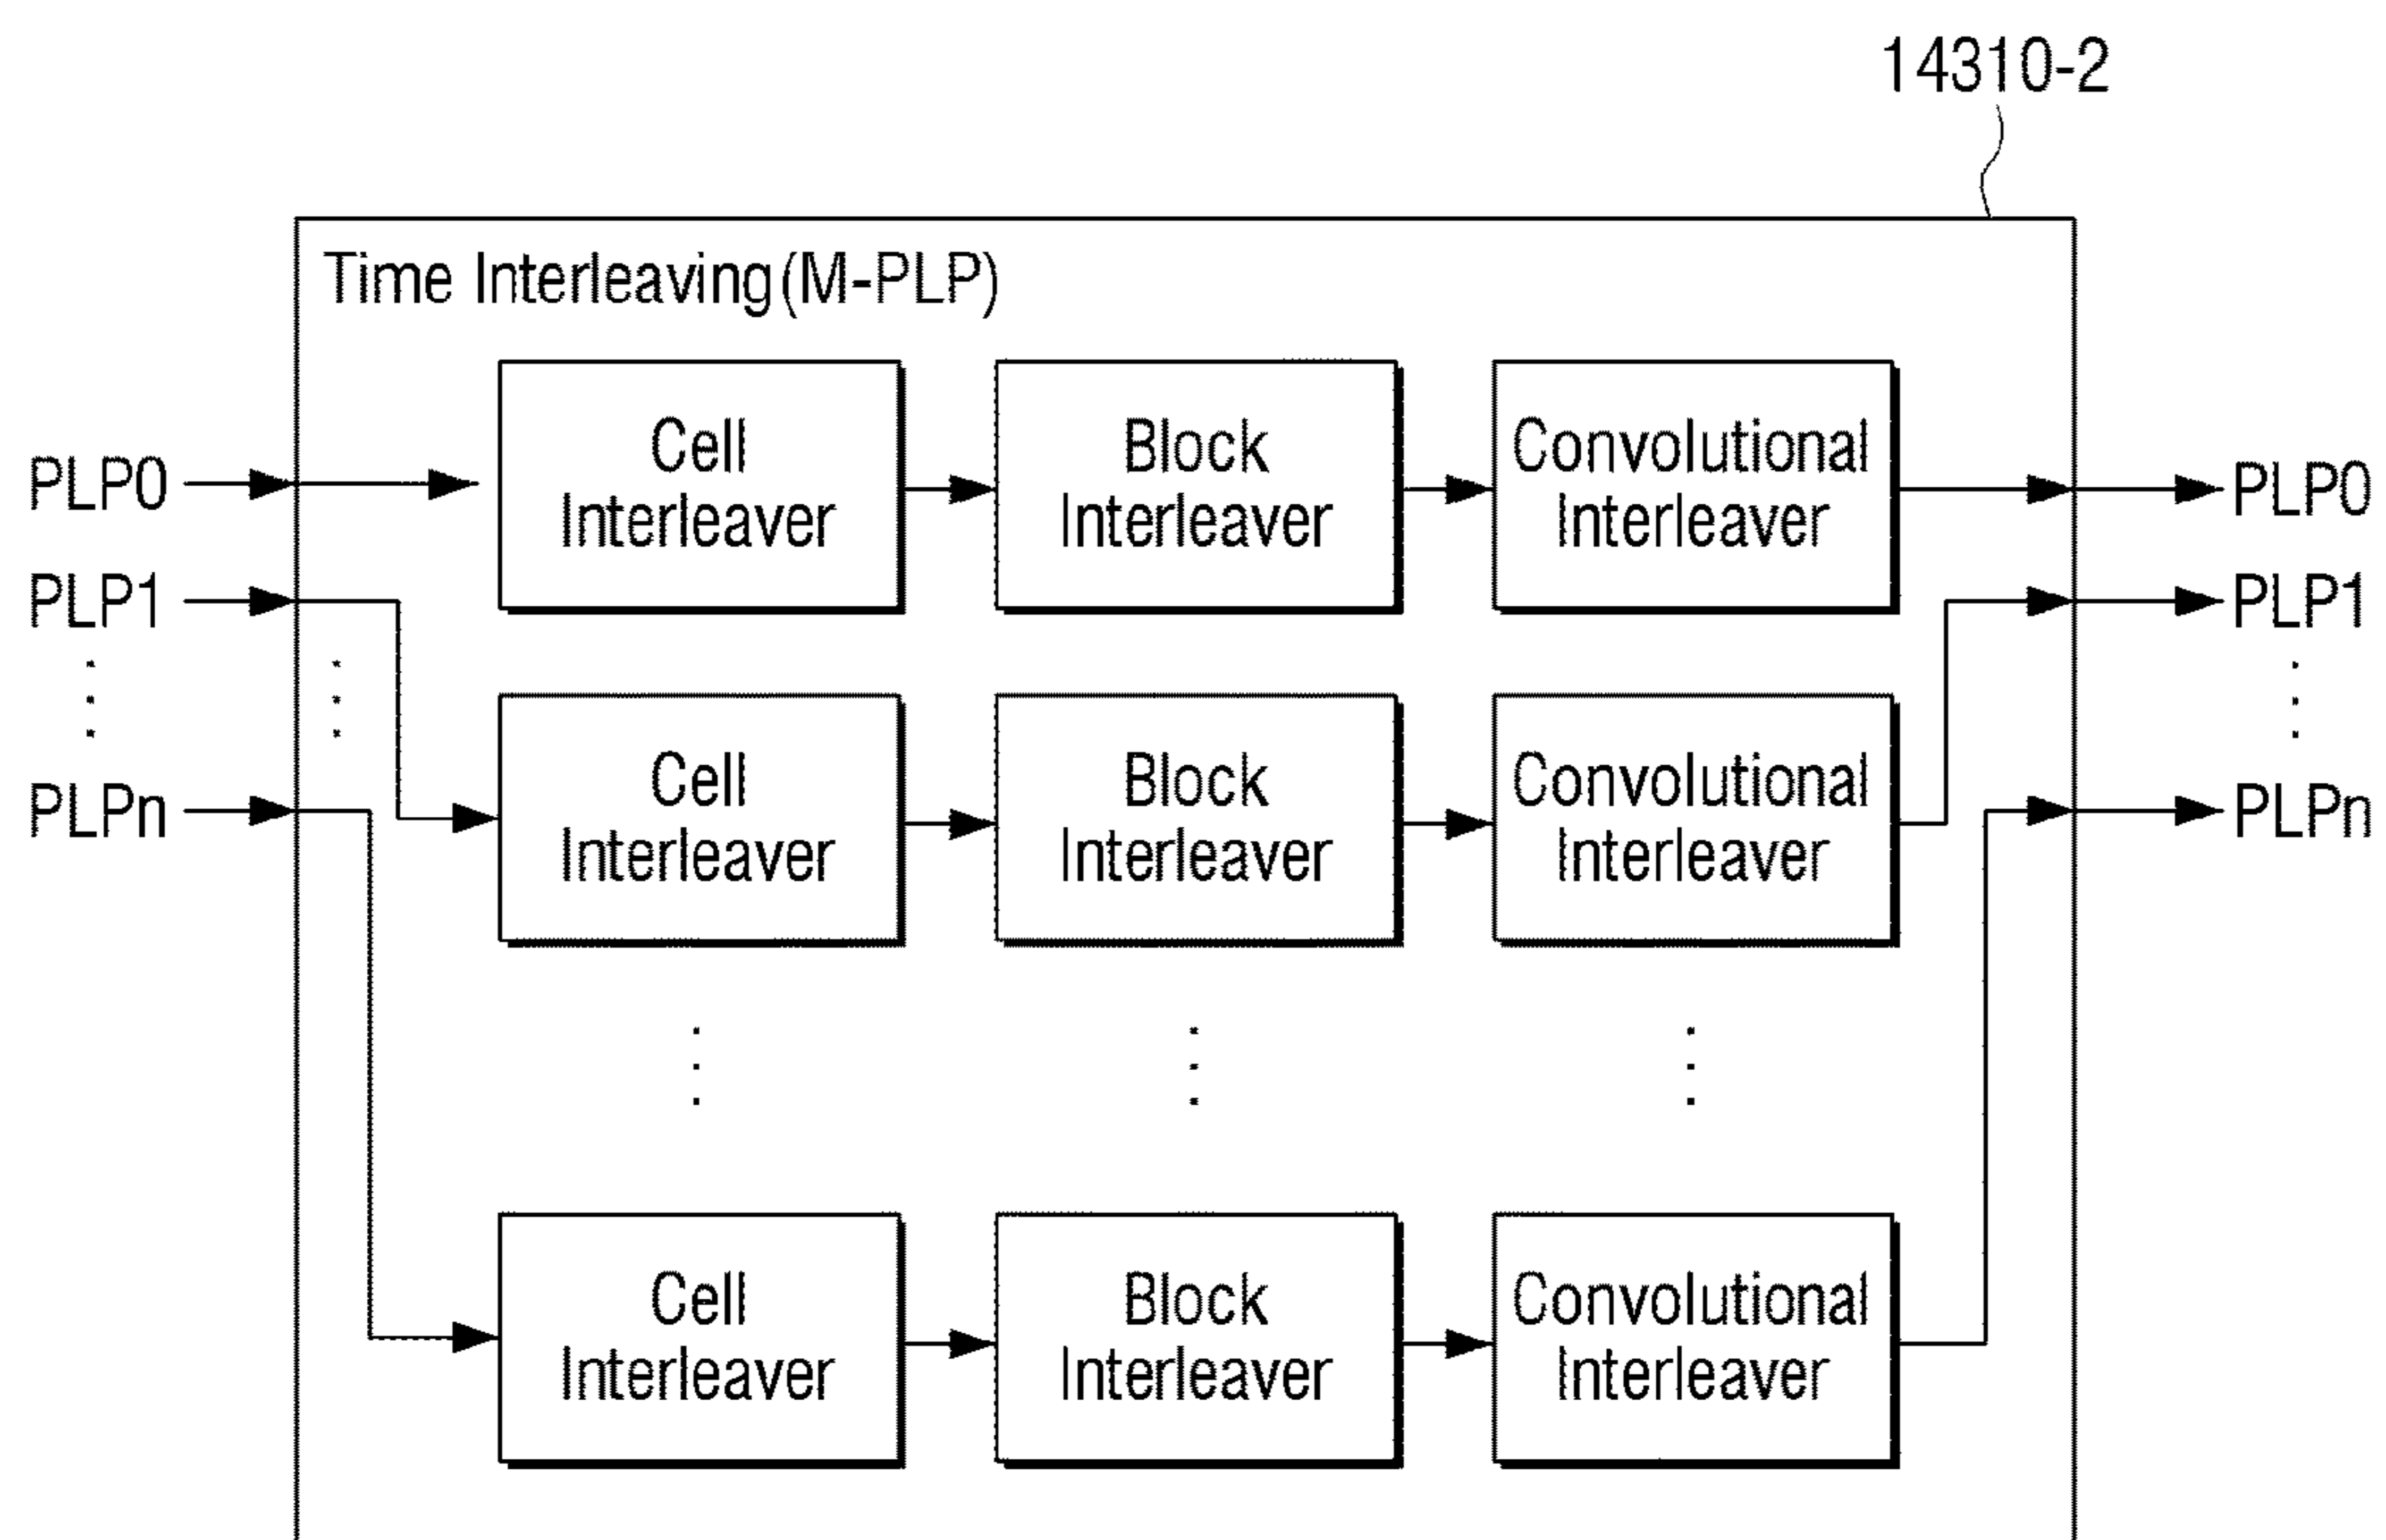 14310-2
Time Interleaving(M-PLP)
Cell
Interleaver
Block
Interleaver
Convolutional
Interleaver
PLP0
PLP0
PLP1
PLP1
Cell
Interleaver
Block
Interleaver
Convolutional
Interleaver
PLPn
PLPn
Cell
Interleaver
Block
Interleaver
Convolutional
Interleaver